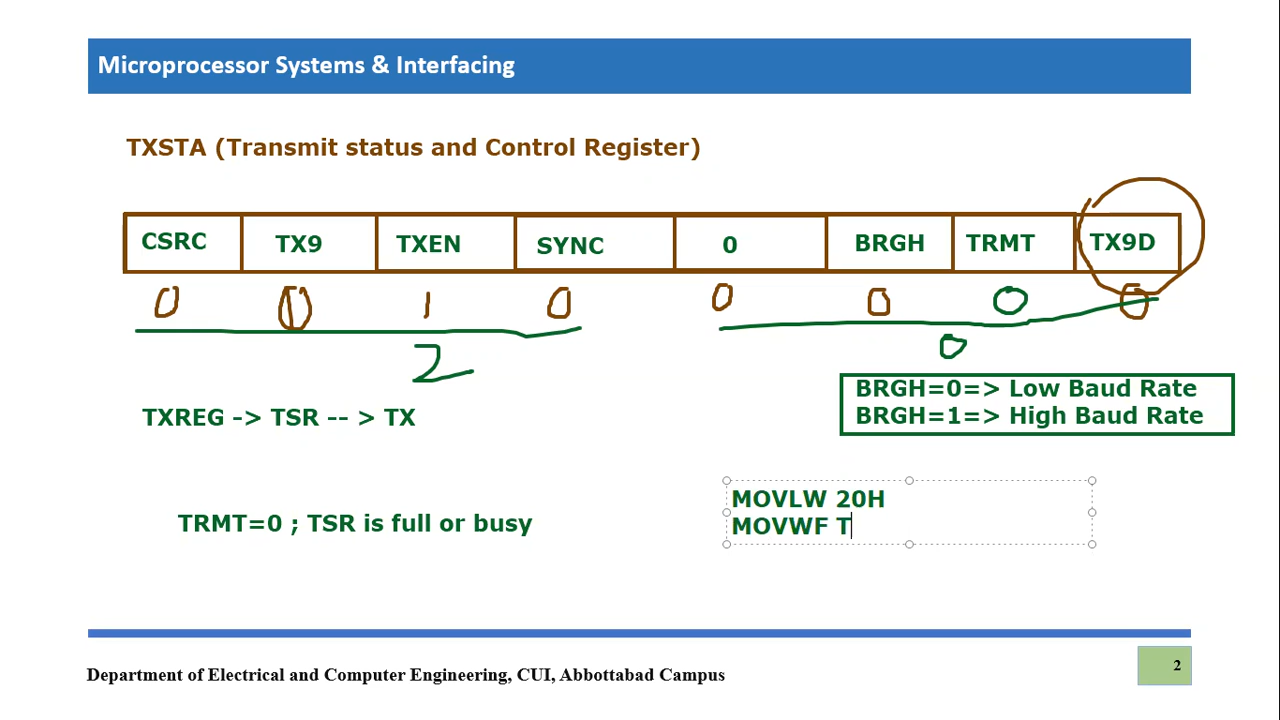 Microprocessor Systems & Interfacing
TXSTA (Transmit status and Control Register)
CSRC TX9 TXEN SYNC 0 BRGH TRMT TX9D
0 0 1 0 0 0 0 0
2 0
BRGH=0=> Low Baud Rate
BRGH=1=> High Baud Rate
TXREG -> TSR -- > TX
MOVLW 20H
MOVWF T
TRMT=0 ; TSR is full or busy
Department of Electrical and Computer Engineering, CUI, Abbottabad Campus
2